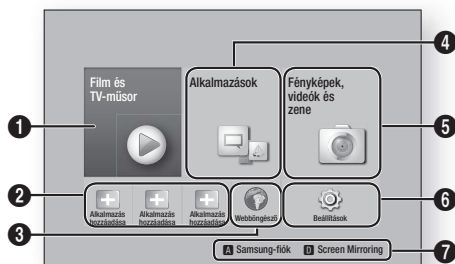 4
Film és
TV-műsor
Alkalmazások
Fényképek,
videók és
zene
1
5
2
Alkalmazás
hozzáadása
Alkalmazás
hozzáadása
Alkalmazás
hozzáadása
Webböngésző
Beállítások
6
3
A Samsung-fiók
D Screen Mirroring
7